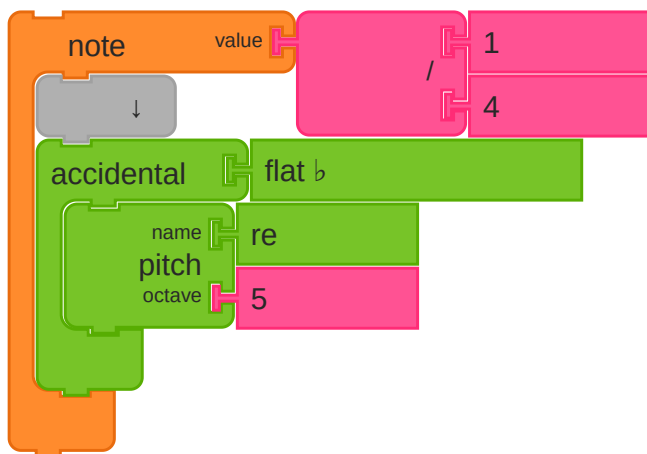 note value / 1
4
↓
accidental flat ♭
name re
pitch
octave 5